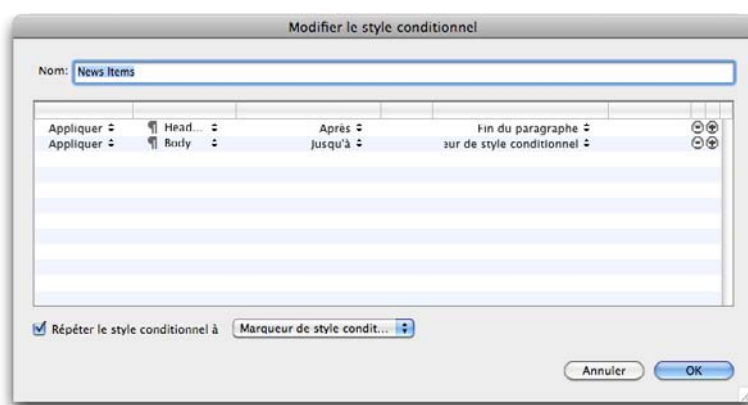 Modifier le style conditionnel
Nom: News Items
Appliquer ¶ Head... Après Fin du paragraphe
Appliquer ¶ Body Jusqu'à eur de style conditionnel
Répéter le style conditionnel à Marqueur de style condit...
Annuler OK